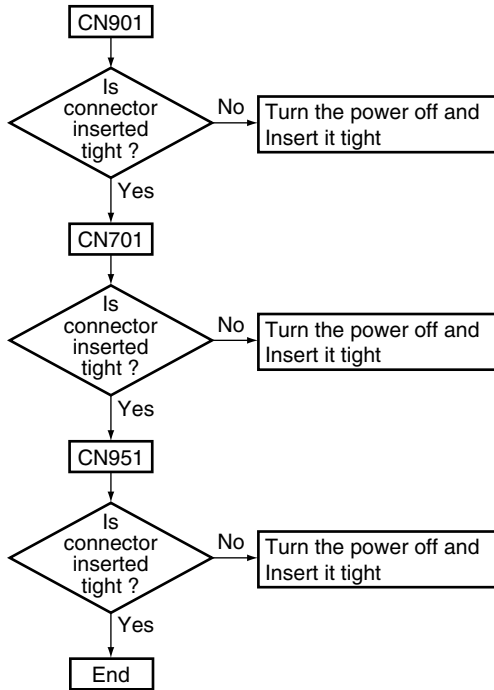 CN901
Is
connector
inserted
tight ?
No
Turn the power off and
Insert it tight
Yes
CN701
Is
connector
inserted
tight ?
No
Turn the power off and
Insert it tight
Yes
CN951
Is
connector
inserted
tight ?
No
Turn the power off and
Insert it tight
Yes
End